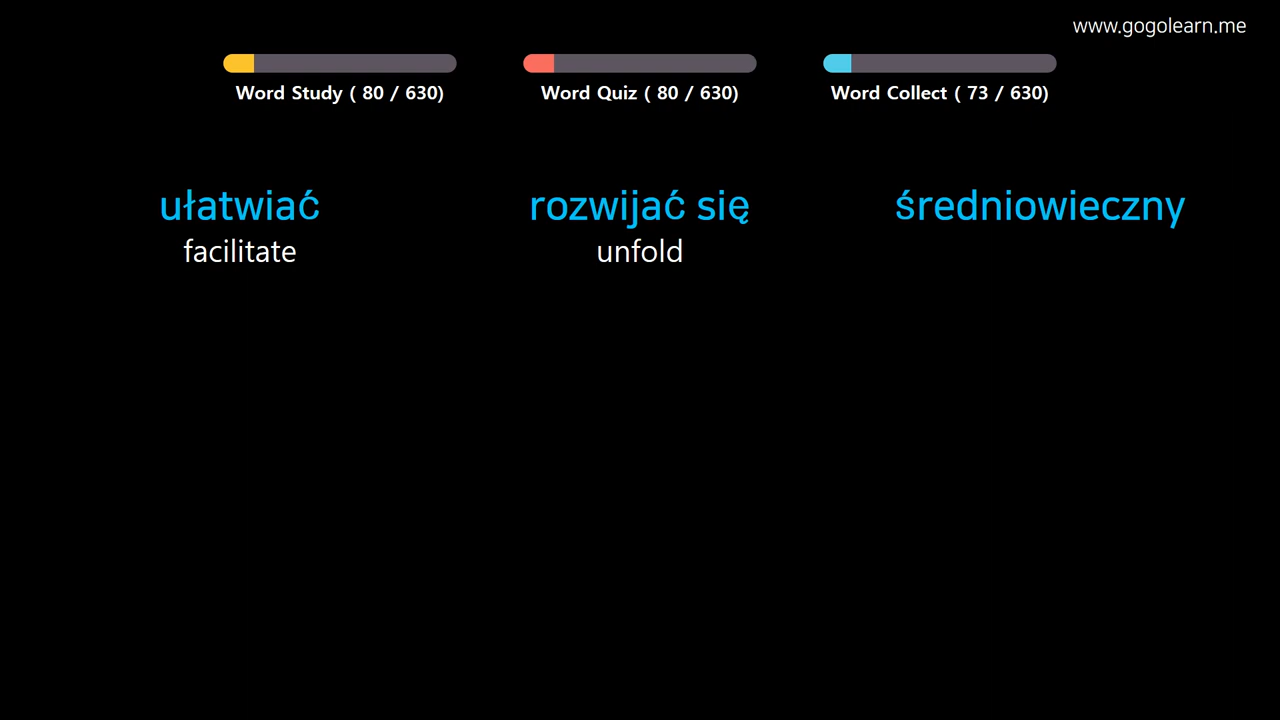 www.gogolearn.me
Word Study ( 80 / 630)
Word Quiz ( 80 / 630)
Word Collect ( 73 / 630)
ułatwiać
facilitate
rozwijać się
unfold
średniowieczny